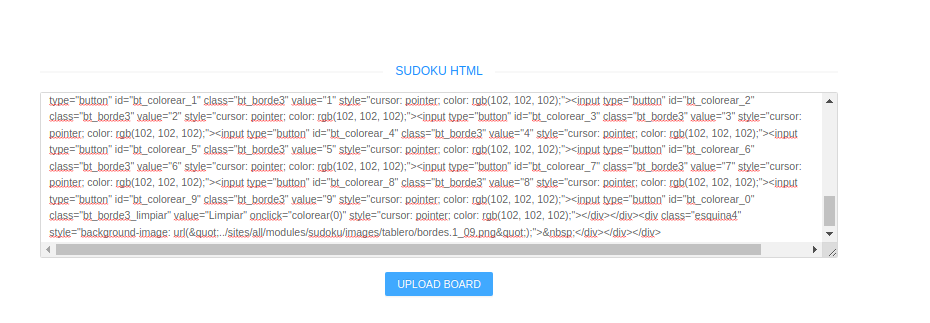 SUDOKU HTML
type="button" id="bt_colorear_1" class="bt_borde3" value="1" style="cursor: pointer; color: rgb(102, 102, 102);"><input type="button" id="bt_colorear_2"
class="bt_borde3" value="2" style="cursor: pointer; color: rgb(102, 102, 102);"><input type="button" id="bt_colorear_3" class="bt_borde3" value="3" style="cursor:
pointer; color: rgb(102, 102, 102);"><input type="button" id="bt_colorear_4" class="bt_borde3" value="4" style="cursor: pointer; color: rgb(102, 102, 102);"><input
type="button" id="bt_colorear_5" class="bt_borde3" value="5" style="cursor: pointer; color: rgb(102, 102, 102);"><input type="button" id="bt_colorear_6"
class="bt_borde3" value="6" style="cursor: pointer; color: rgb(102, 102, 102);"><input type="button" id="bt_colorear_7" class="bt_borde3" value="7" style="cursor:
pointer; color: rgb(102, 102, 102);"><input type="button" id="bt_colorear_8" class="bt_borde3" value="8" style="cursor: pointer; color: rgb(102, 102, 102);"><input
type="button" id="bt_colorear_9" class="bt_borde3" value="9" style="cursor: pointer; color: rgb(102, 102, 102);"><input type="button" id="bt_colorear_0"
class="bt_borde3_limpiar" value="Limpiar" onclick="colorear(0)" style="cursor: pointer; color: rgb(102, 102, 102);"></div></div><div class="esquina4"
style="background-image: url(&quot;../sites/all/modules/sudoku/images/tablero/bordes.1_09.png&quot;);">&nbsp;</div></div></div>
UPLOAD BOARD